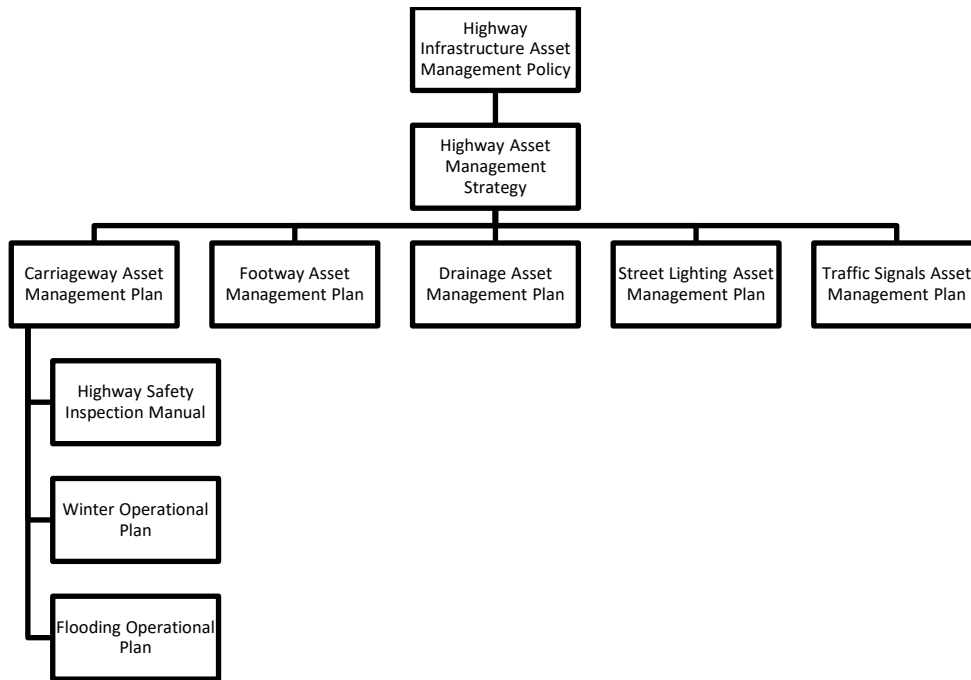 Highway
Infrastructure Asset
Management Policy
Highway Asset
Management
Strategy
Carriageway Asset
Management Plan
Footway Asset
Management Plan
Drainage Asset
Management Plan
Street Lighting Asset
Management Plan
Traffic Signals Asset
Management Plan
Highway Safety
Inspection Manual
Winter Operational
Plan
Flooding Operational
Plan